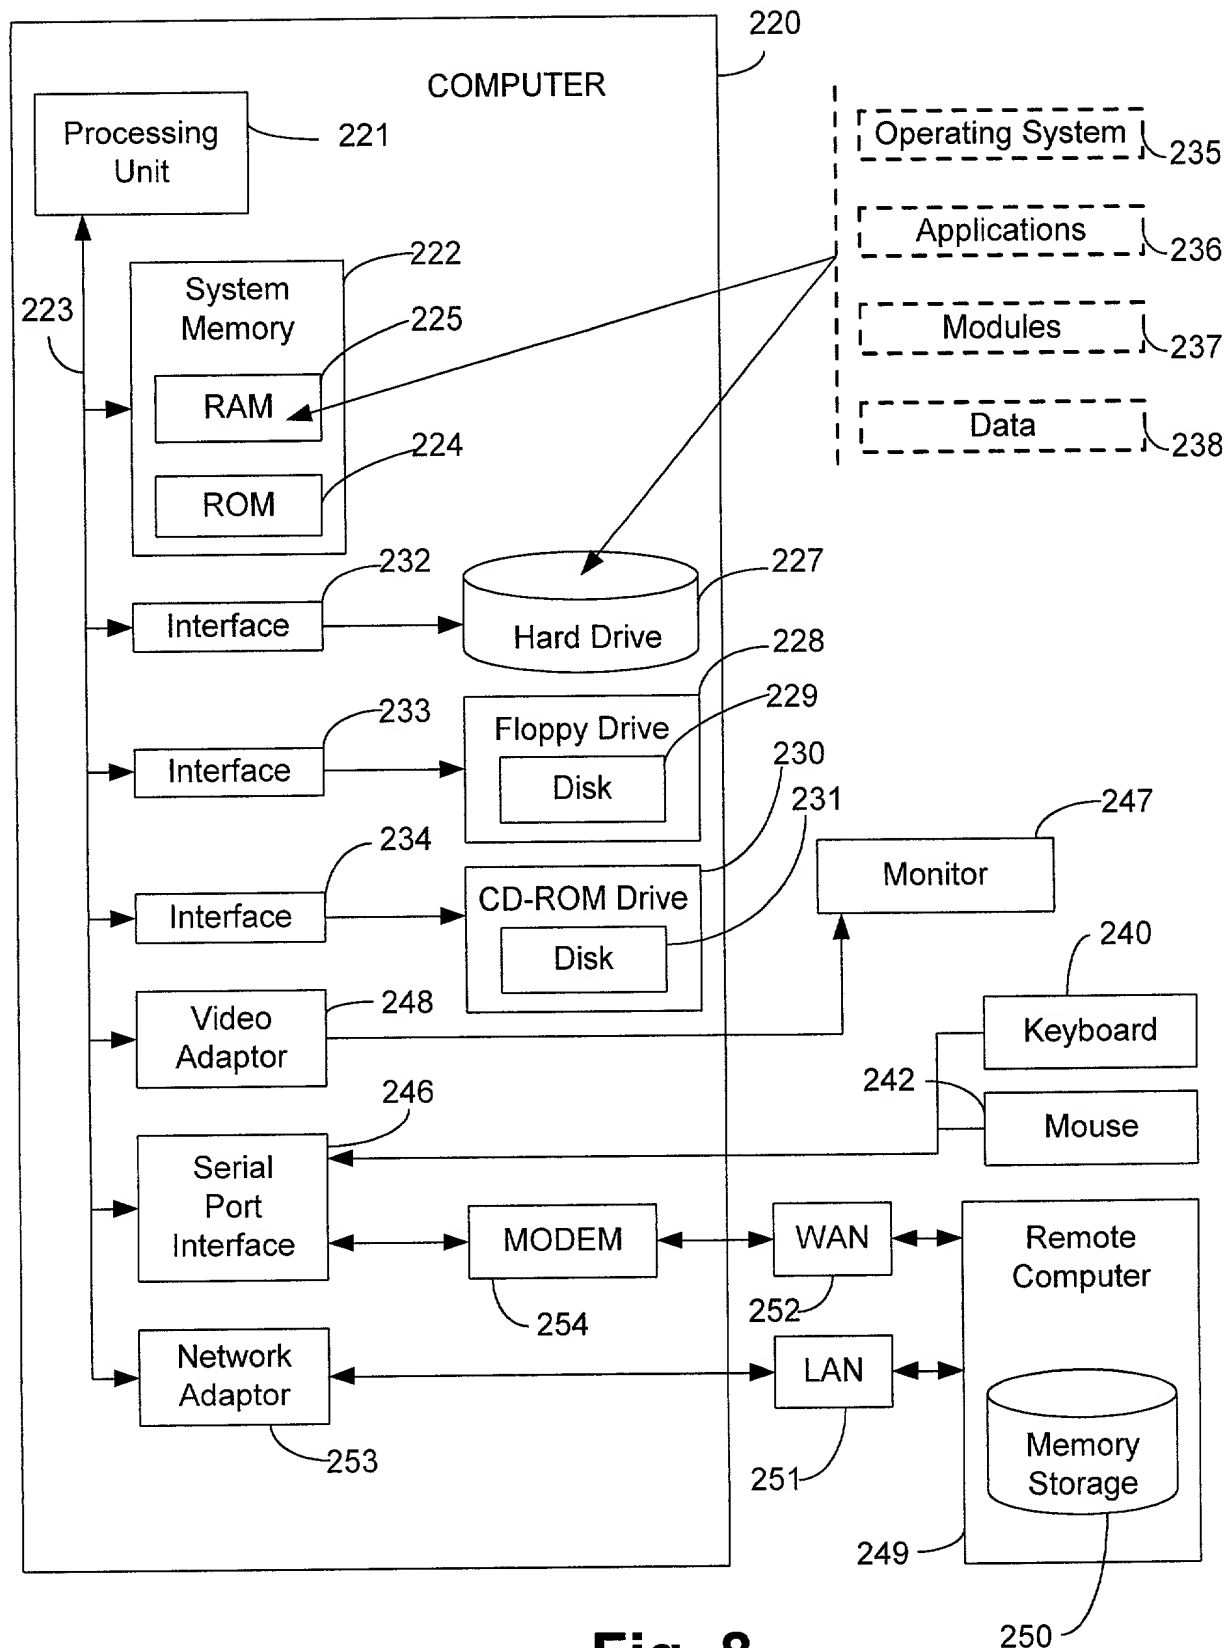 220
COMPUTER
Processing
Unit
221
Operating System
235
Applications
236
Modules
237
Data
238
223
222
System
Memory
225
RAM
224
ROM
232
Interface
227
Hard Drive
228
233
Interface
229
Floppy Drive
Disk
230
231
234
Interface
CD-ROM Drive
Disk
247
Monitor
248
Video
Adaptor
240
Keyboard
242
Mouse
246
Serial
Port
Interface
MODEM
254
WAN
252
Remote
Computer
Network
Adaptor
253
LAN
251
Memory
Storage
249
250
Fig. 8